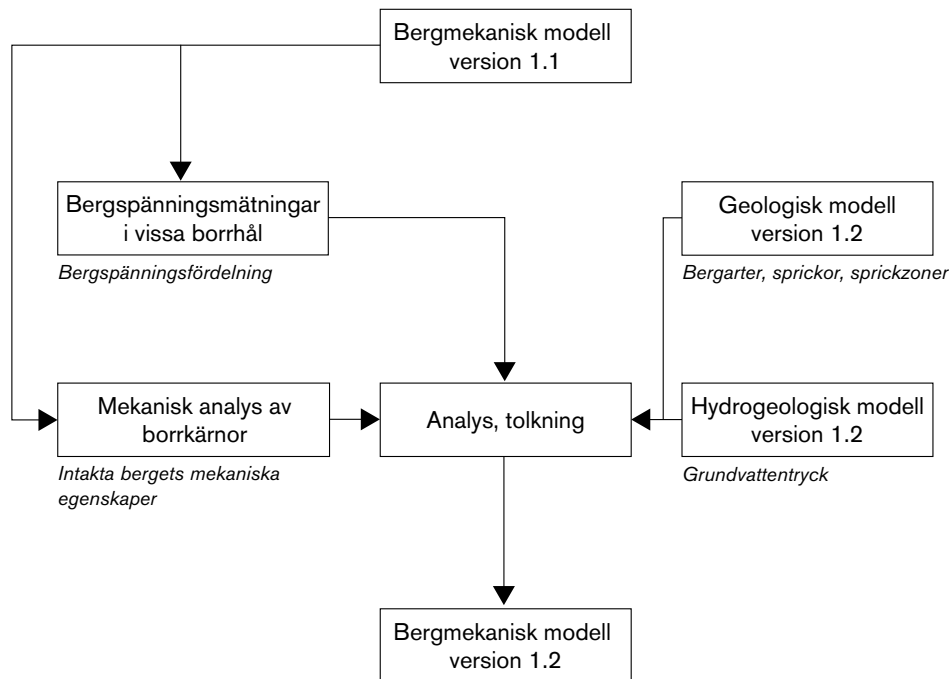 Bergmekanisk modell
version 1.1
Bergspänningsmätningar
i vissa borrhål
Bergspänningsfördelning
Geologisk modell
version 1.2
Bergarter, sprickor, sprickzoner
Mekanisk analys av
borrkärnor
Intakta bergets mekaniska
egenskaper
Analys, tolkning
Hydrogeologisk modell
version 1.2
Grundvattentryck
Bergmekanisk modell
version 1.2